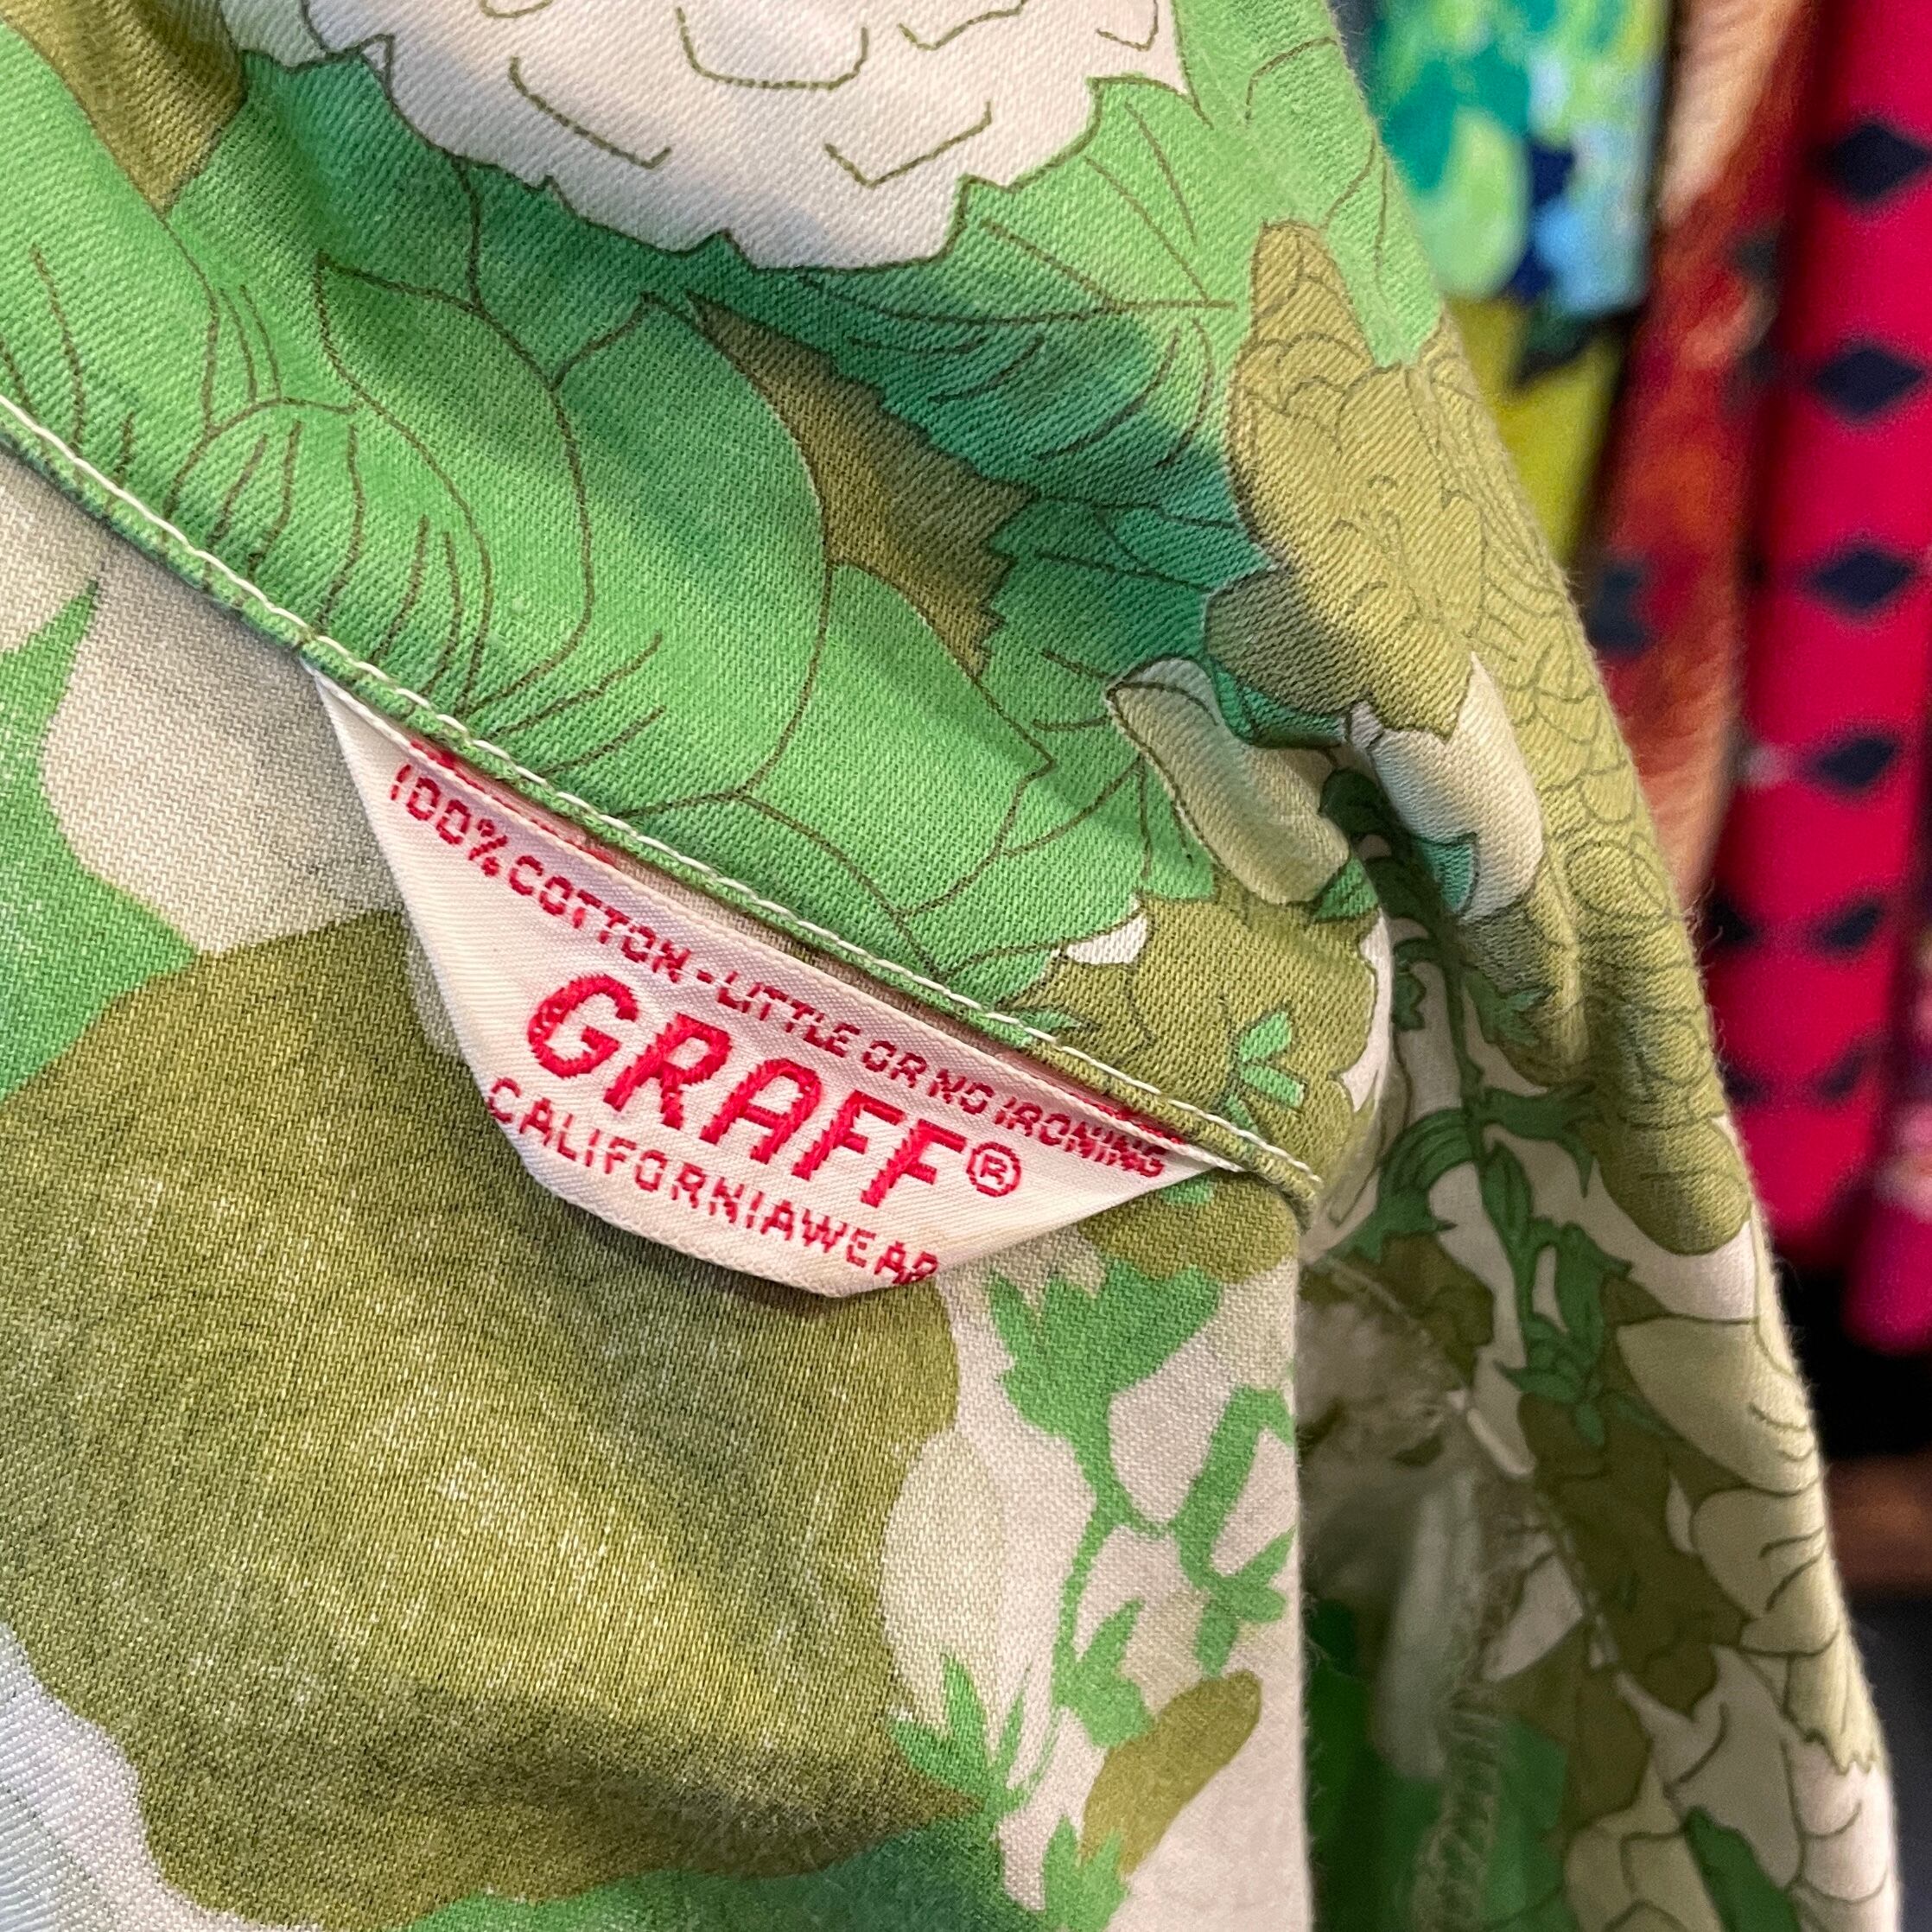 100% COTTON - LITTLE OR NO IRONING
GRAFF®
CALIFORNIAWEAR